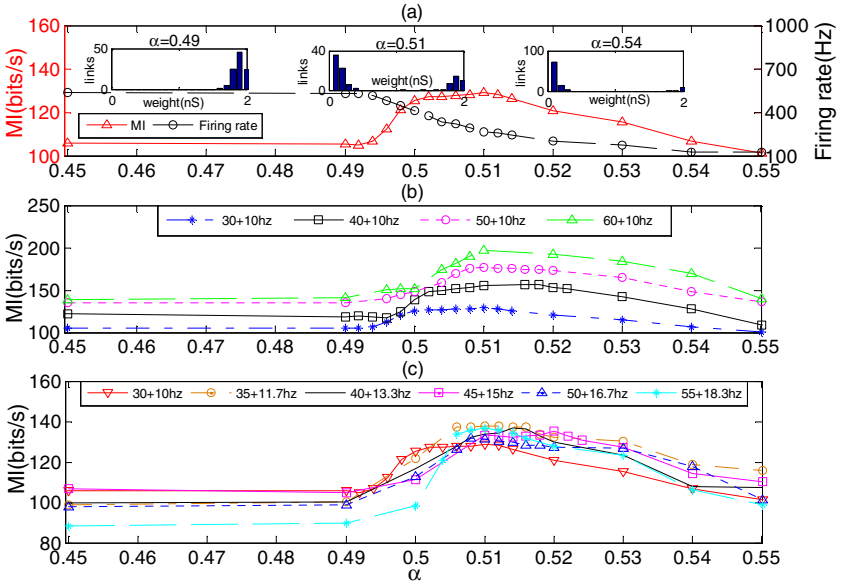 (a)
160
145
130
115
100
MI(bits/s)
1000
700
400
100
Firing rate(Hz)
α=0.49
50
0
links
0
weight(nS)
2
α=0.51
40
20
0
links
0
weight(nS)
2
α=0.54
100
50
0
links
0
weight(nS)
2
MI
Firing rate
0.45 0.46 0.47 0.48 0.49 0.5 0.51 0.52 0.53 0.54 0.55
(b)
250
200
150
100
MI(bits/s)
30+10hz 40+10hz 50+10hz 60+10hz
0.45 0.46 0.47 0.48 0.49 0.5 0.51 0.52 0.53 0.54 0.55
(c)
160
140
120
100
80
MI(bits/s)
30+10hz 35+11.7hz 40+13.3hz 45+15hz 50+16.7hz 55+18.3hz
0.45 0.46 0.47 0.48 0.49 0.5 0.51 0.52 0.53 0.54 0.55
α